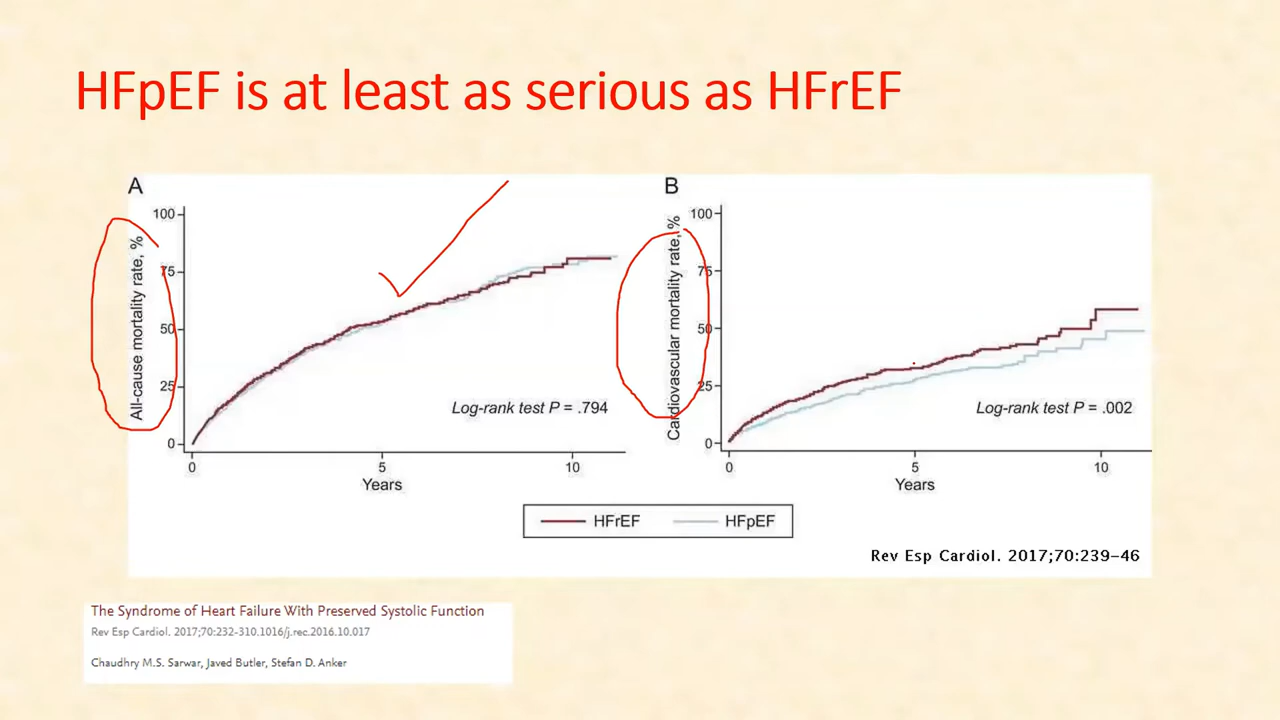 HFpEF is at least as serious as HFrEF
A
All-cause mortality rate, %
100
75
50
25
0
0
5
10
Years
Log-rank test P = .794
B
Cardiovascular mortality rate, %
100
75
50
25
0
0
5
10
Years
Log-rank test P = .002
HFrEF
HFpEF
Rev Esp Cardiol. 2017;70:239–46
The Syndrome of Heart Failure With Preserved Systolic Function
Rev Esp Cardiol. 2017;70:232-310.1016/j.rec.2016.10.017
Chaudhry M.S. Sarwar, Javed Butler, Stefan D. Anker